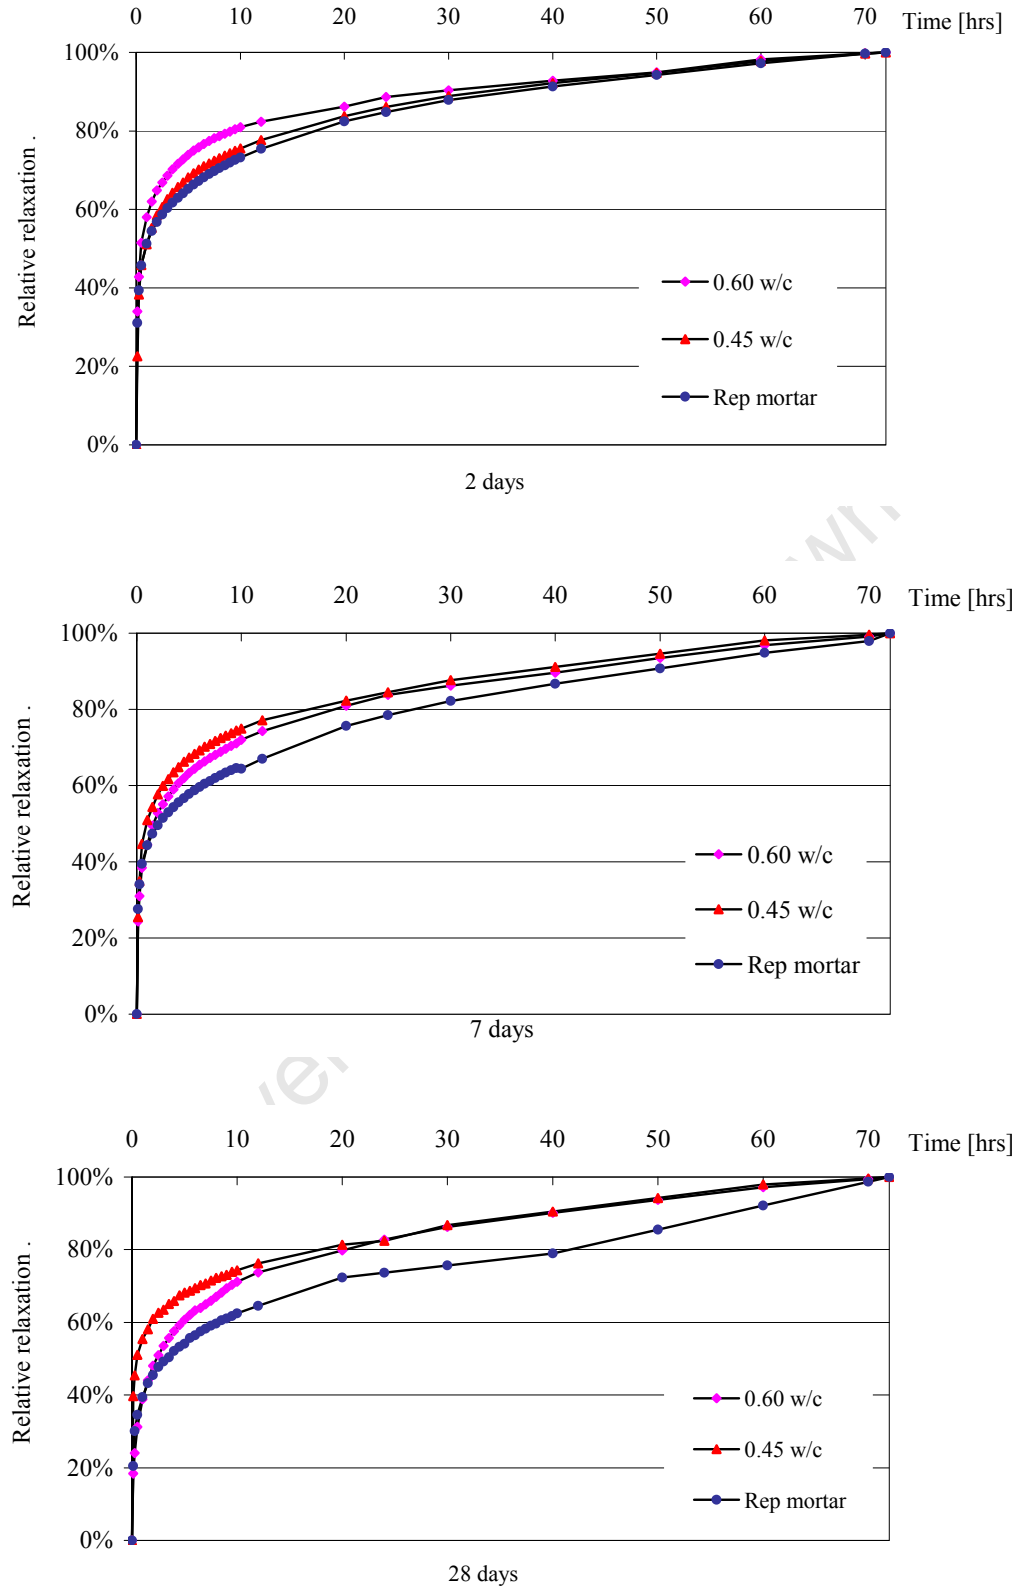 0 10 20 30 40 50 60 70 Time [hrs]
100%
80%
60%
40%
20%
0%
Relative relaxation .
0.60 w/c
0.45 w/c
Rep mortar
2 days
0 10 20 30 40 50 60 70 Time [hrs]
100%
80%
60%
40%
20%
0%
Relative relaxation .
0.60 w/c
0.45 w/c
Rep mortar
7 days
0 10 20 30 40 50 60 70 Time [hrs]
100%
80%
60%
40%
20%
0%
Relative relaxation .
0.60 w/c
0.45 w/c
Rep mortar
28 days